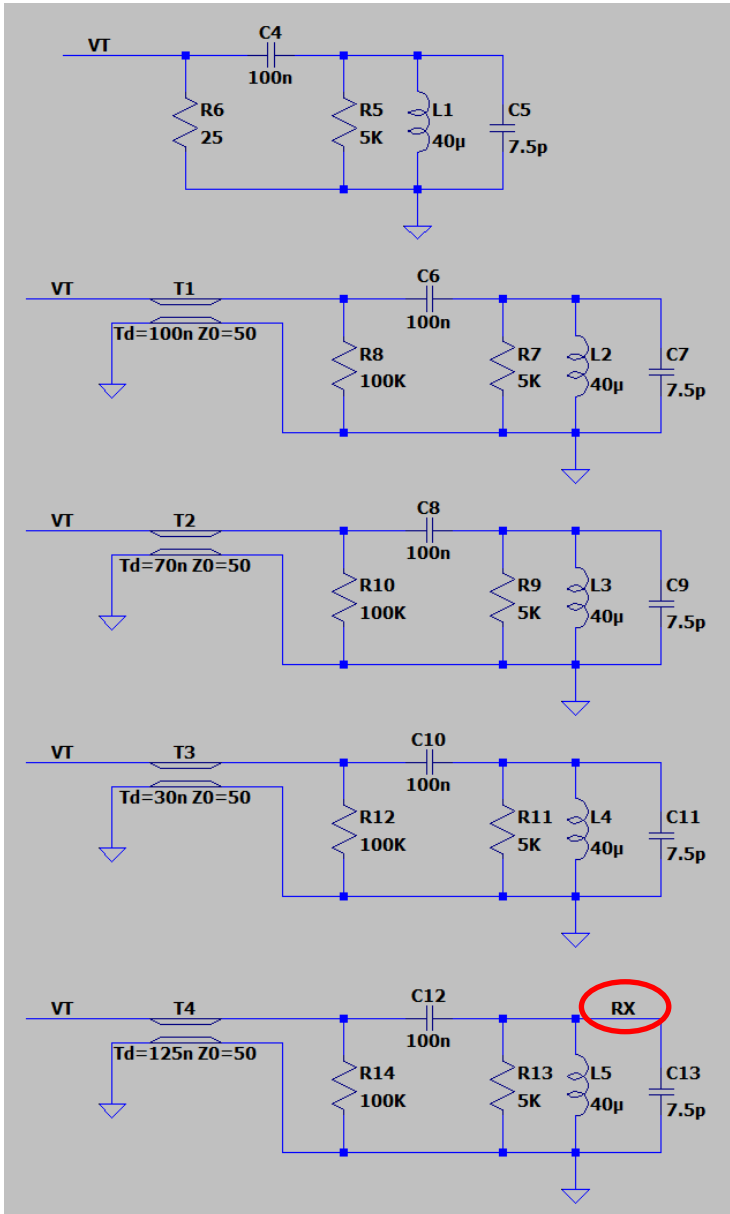 VT
C4
100n
R6
25
R5
5K
L1
40µ
C5
7.5p
VT
T1
Td=100n Z0=50
C6
100n
R8
100K
R7
5K
L2
40µ
C7
7.5p
VT
T2
Td=70n Z0=50
C8
100n
R10
100K
R9
5K
L3
40µ
C9
7.5p
VT
T3
Td=30n Z0=50
C10
100n
R12
100K
R11
5K
L4
40µ
C11
7.5p
VT
T4
Td=125n Z0=50
C12
100n
RX
R14
100K
R13
5K
L5
40µ
C13
7.5p